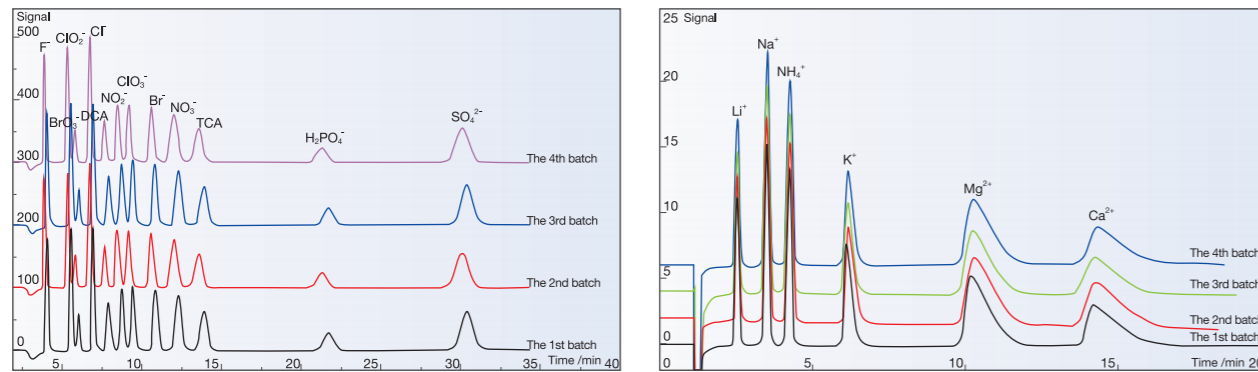 Signal
500
400
300
200
100
0
F⁻
ClO₂⁻
Cl⁻
BrO₃⁻
DCA
NO₂⁻
ClO₃⁻
Br⁻
NO₃⁻
TCA
H₂PO₄⁻
SO₄²⁻
The 4th batch
The 3rd batch
The 2nd batch
The 1st batch
5 10 15 20 25 30 35 40
Time /min
25 Signal
20
15
10
5
0
Li⁺
Na⁺
NH₄⁺
K⁺
Mg²⁺
Ca²⁺
The 4th batch
The 3rd batch
The 2nd batch
The 1st batch
5 10 15 Time /min 20